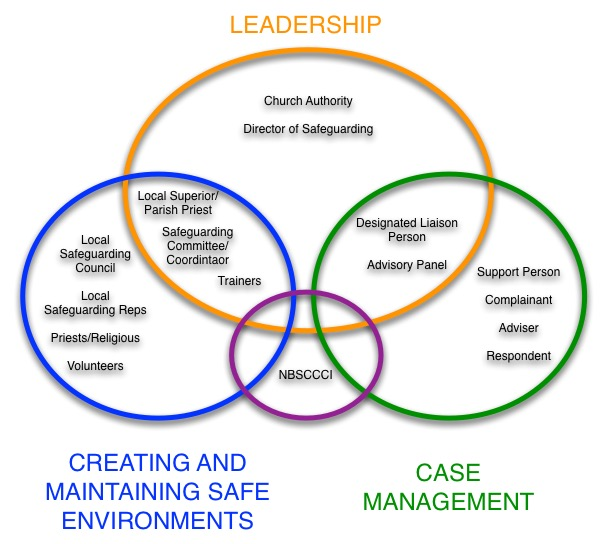 LEADERSHIP
Church Authority
Director of Safeguarding
Local Superior/
Parish Priest
Safeguarding
Committee/
Coordintaor
Trainers
Designated Liaison
Person
Advisory Panel
Local
Safeguarding
Council
Local
Safeguarding Reps
Priests/Religious
Volunteers
Support Person
Complainant
Adviser
Respondent
NBSCCCI
CREATING AND
MAINTAINING SAFE
ENVIRONMENTS
CASE
MANAGEMENT